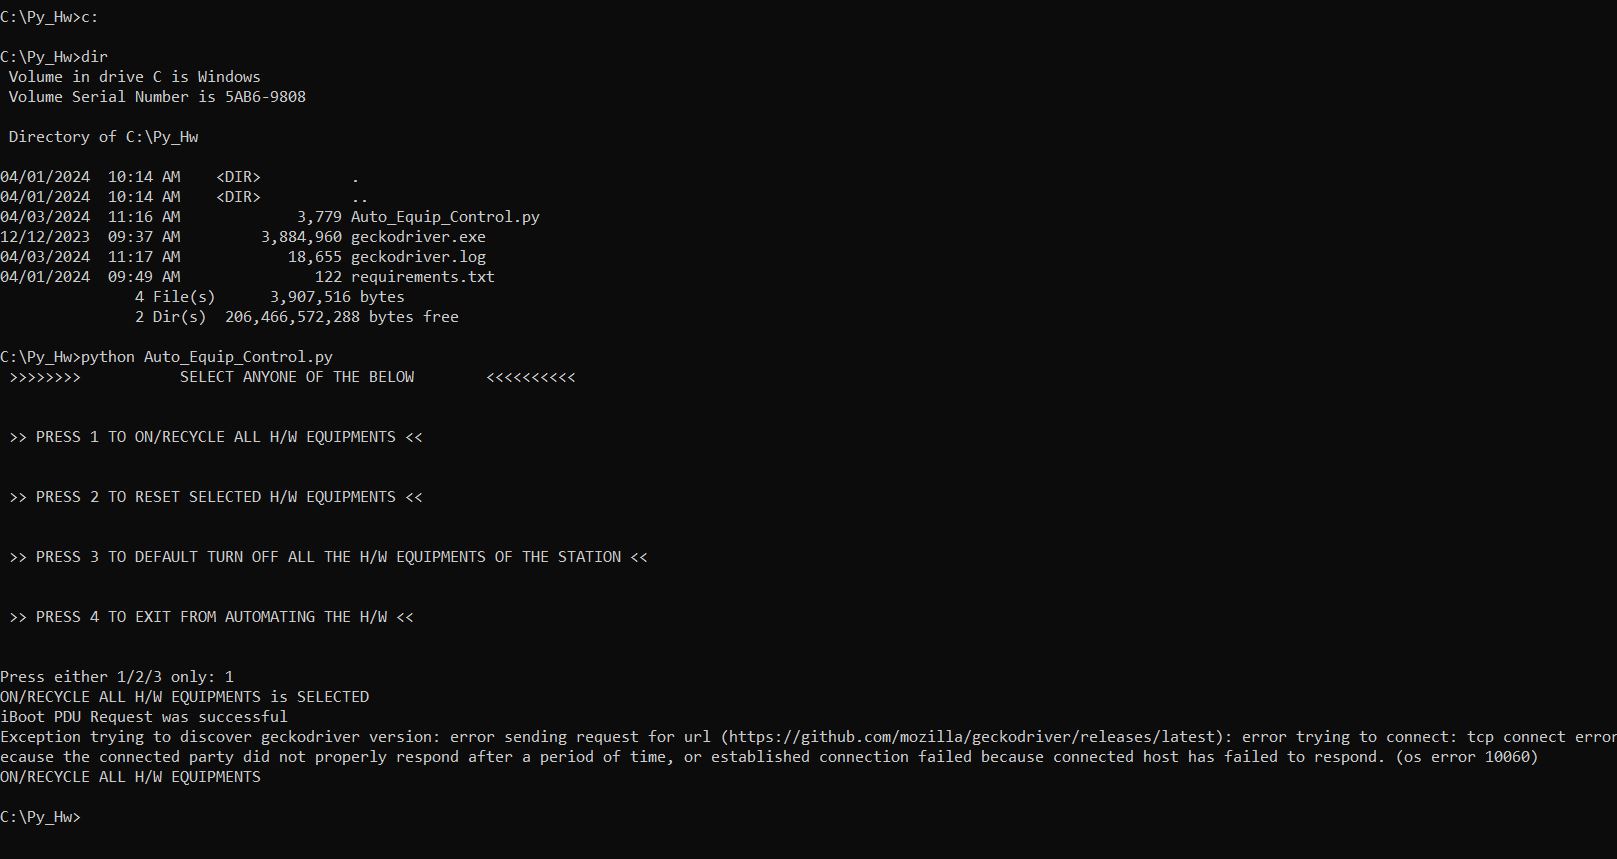 C:\Py_Hw>c:
C:\Py_Hw>dir
 Volume in drive C is Windows
 Volume Serial Number is 5AB6-9808
 Directory of C:\Py_Hw
04/01/2024  10:14 AM    <DIR>          .
04/01/2024  10:14 AM    <DIR>          ..
04/03/2024  11:16 AM             3,779 Auto_Equip_Control.py
12/12/2023  09:37 AM         3,884,960 geckodriver.exe
04/03/2024  11:17 AM            18,655 geckodriver.log
04/01/2024  09:49 AM               122 requirements.txt
               4 File(s)      3,907,516 bytes
               2 Dir(s)  206,466,572,288 bytes free
C:\Py_Hw>python Auto_Equip_Control.py
 >>>>>>>>           SELECT ANYONE OF THE BELOW        <<<<<<<<<<
 >> PRESS 1 TO ON/RECYCLE ALL H/W EQUIPMENTS <<
 >> PRESS 2 TO RESET SELECTED H/W EQUIPMENTS <<
 >> PRESS 3 TO DEFAULT TURN OFF ALL THE H/W EQUIPMENTS OF THE STATION <<
 >> PRESS 4 TO EXIT FROM AUTOMATING THE H/W <<
Press either 1/2/3 only: 1
ON/RECYCLE ALL H/W EQUIPMENTS is SELECTED
iBoot PDU Request was successful
Exception trying to discover geckodriver version: error sending request for url (https://github.com/mozilla/geckodriver/releases/latest): error trying to connect: tcp connect error
ecause the connected party did not properly respond after a period of time, or established connection failed because connected host has failed to respond. (os error 10060)
ON/RECYCLE ALL H/W EQUIPMENTS
C:\Py_Hw>